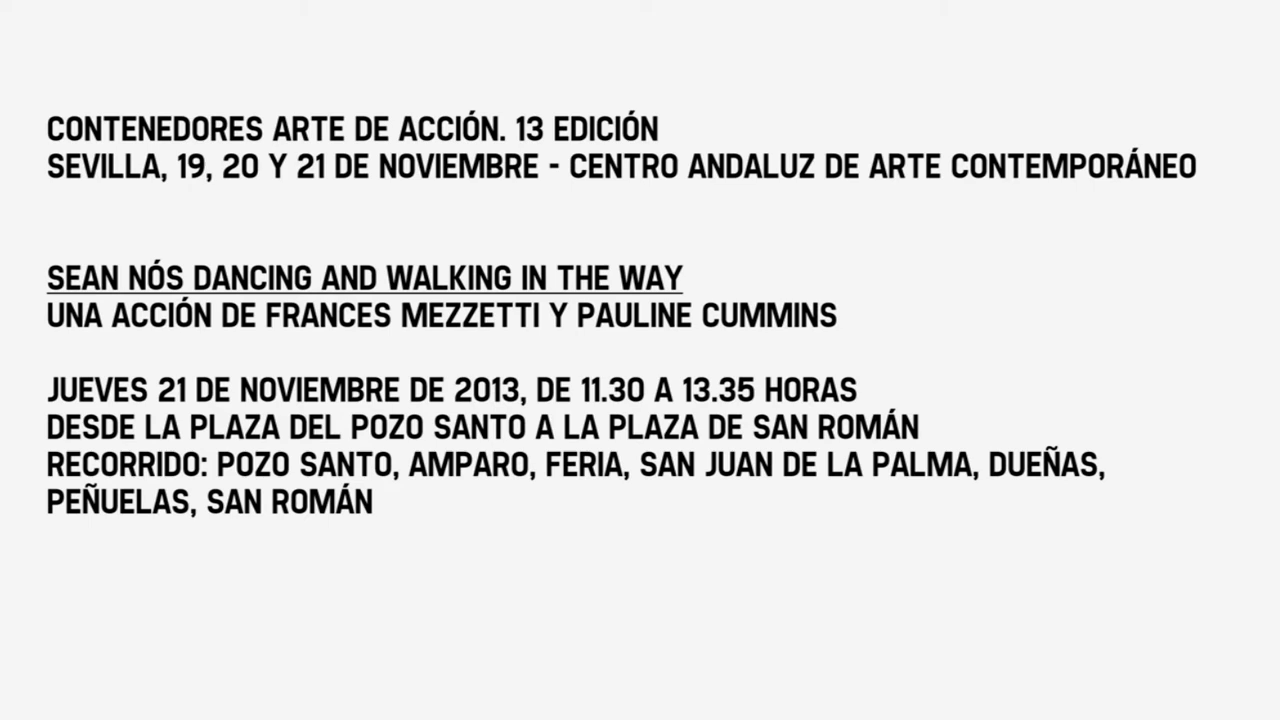 CONTENEDORES ARTE DE ACCIÓN. 13 EDICIÓN
SEVILLA, 19, 20 Y 21 DE NOVIEMBRE - CENTRO ANDALUZ DE ARTE CONTEMPORÁNEO
SEAN NÓS DANCING AND WALKING IN THE WAY
UNA ACCIÓN DE FRANCES MEZZETTI Y PAULINE CUMMINS
JUEVES 21 DE NOVIEMBRE DE 2013, DE 11.30 A 13.35 HORAS
DESDE LA PLAZA DEL POZO SANTO A LA PLAZA DE SAN ROMÁN
RECORRIDO: POZO SANTO, AMPARO, FERIA, SAN JUAN DE LA PALMA, DUEÑAS,
PEÑUELAS, SAN ROMÁN